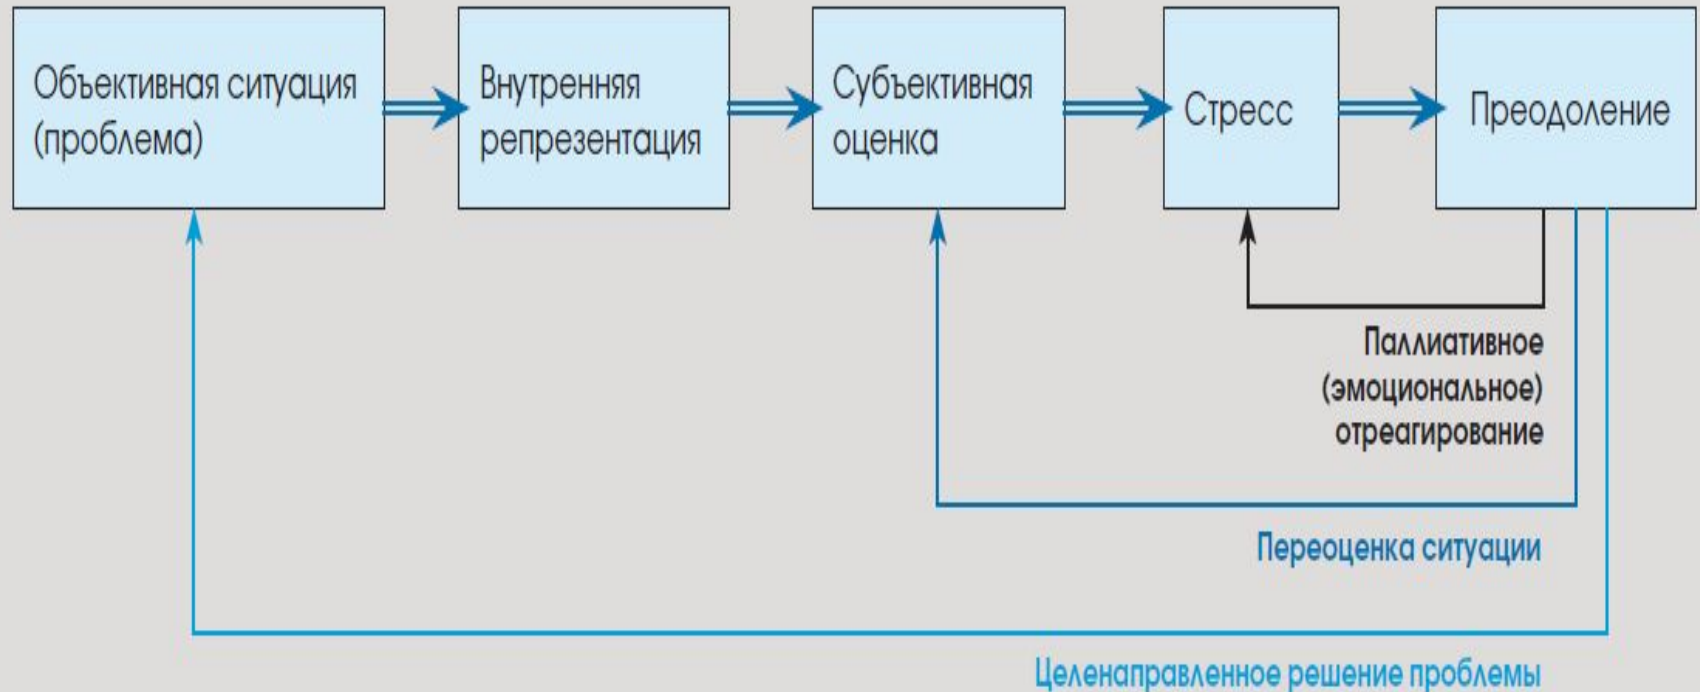 Объективная ситуация
(проблема)
Внутренняя
репрезентация
Субъективная
оценка
Стресс
Преодоление
Паллиативное
(эмоциональное)
отреагирование
Переоценка ситуации
Целенаправленное решение проблемы